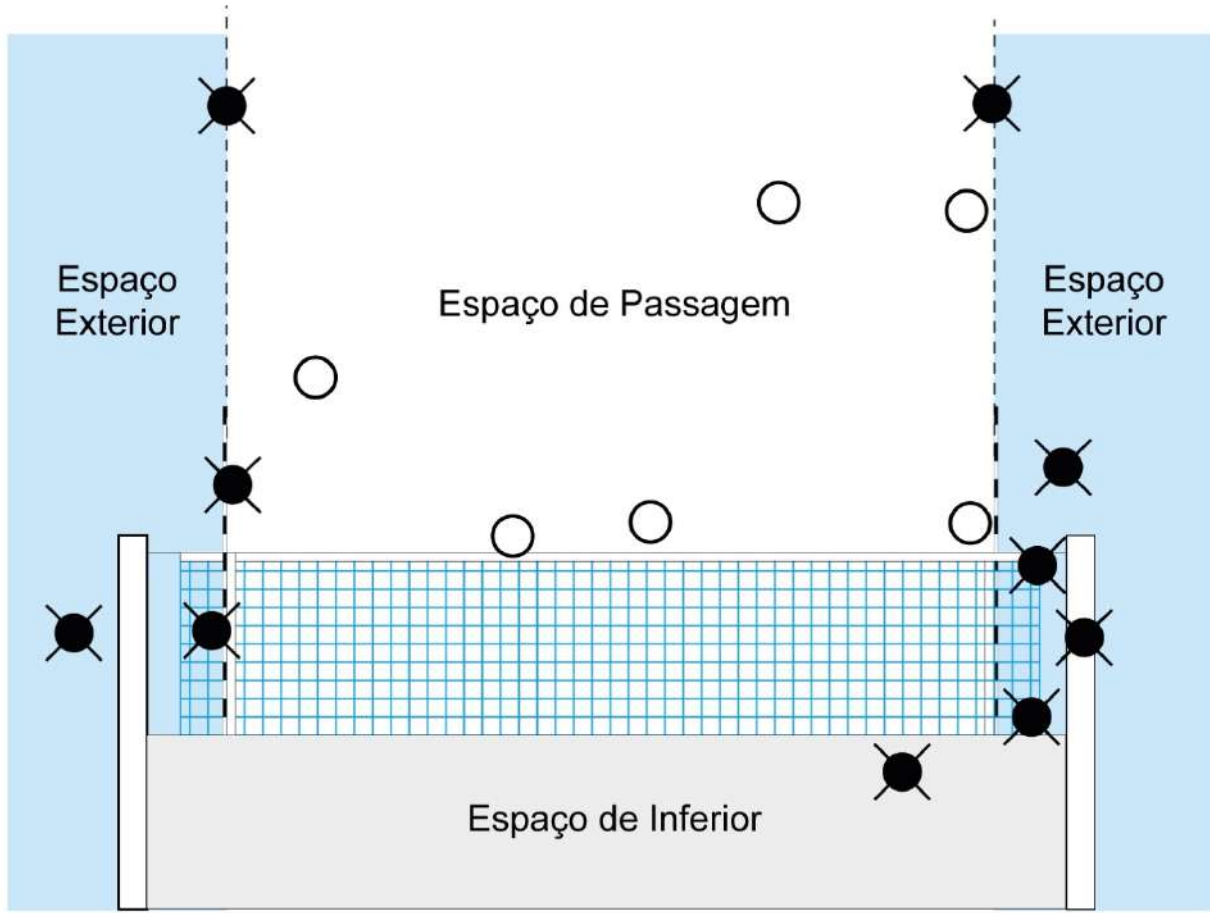 Espaço
Exterior
Espaço de Passagem
Espaço
Exterior
Espaço de Inferior